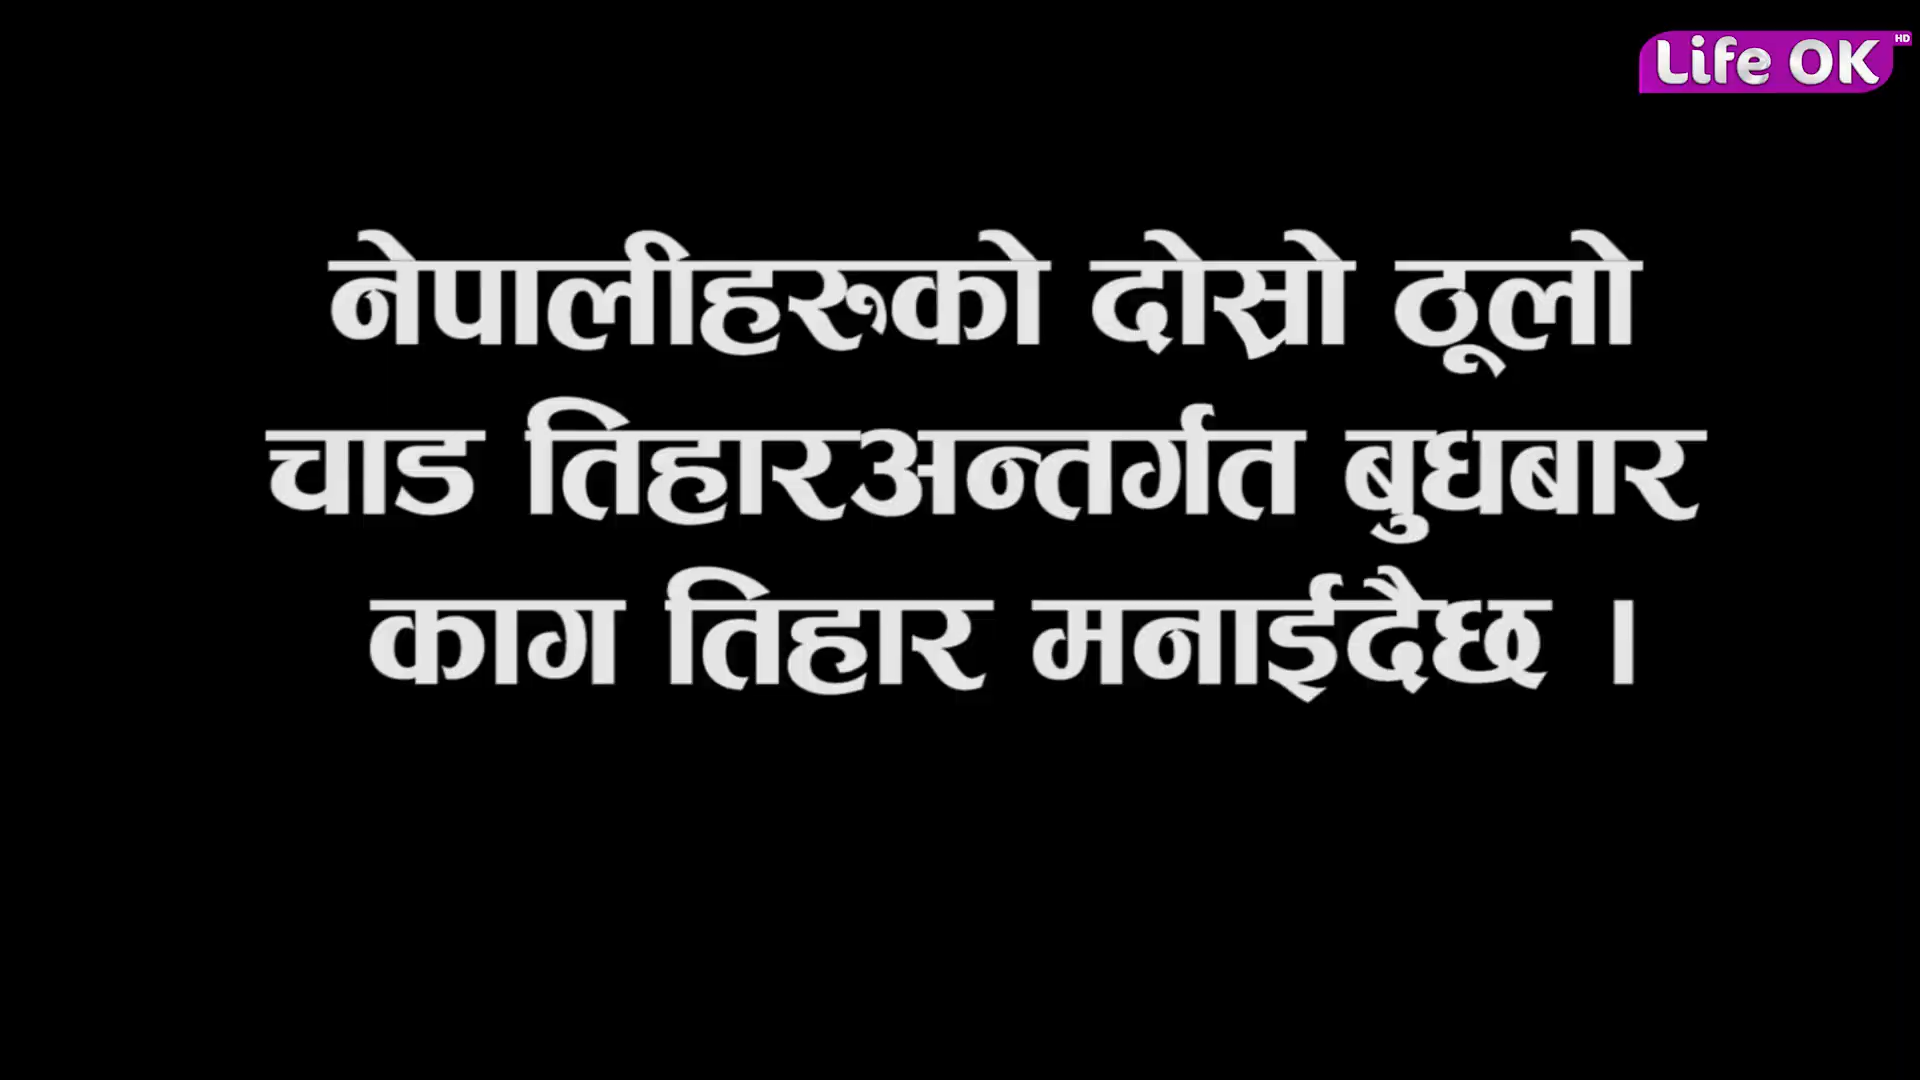 Life OK HD
नेपालीहरुको दोस्रो ठूलो
चाड तिहारअन्तर्गत बुधबार
काग तिहार मनाईदैछ ।